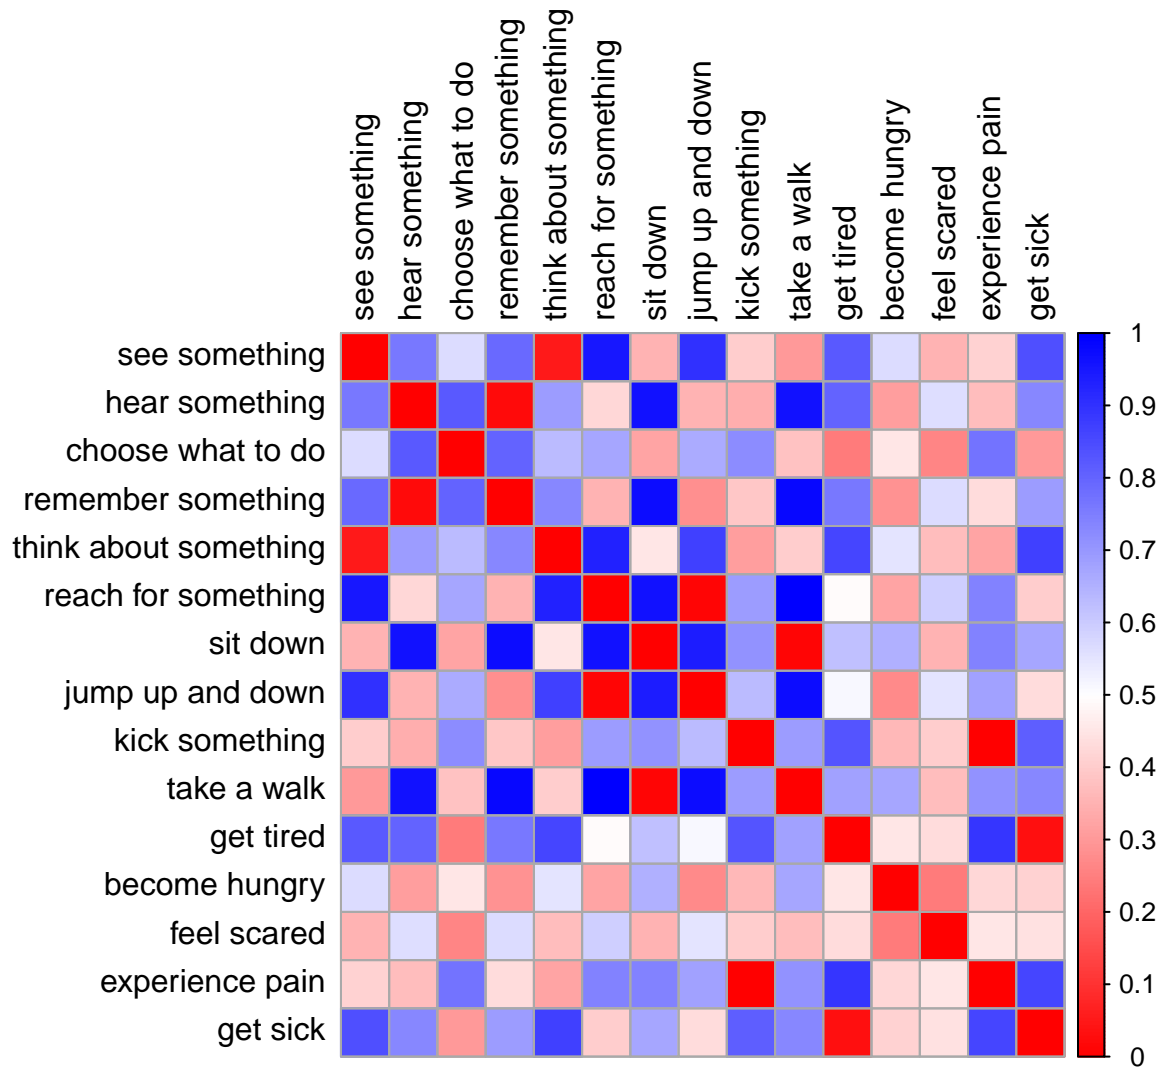 see something
hear something
choose what to do
remember something
think about something
reach for something
sit down
jump up and down
kick something
take a walk
get tired
become hungry
feel scared
experience pain
get sick
see something
hear something
choose what to do
remember something
think about something
reach for something
sit down
jump up and down
kick something
take a walk
get tired
become hungry
feel scared
experience pain
get sick
1
0.9
0.8
0.7
0.6
0.5
0.4
0.3
0.2
0.1
0